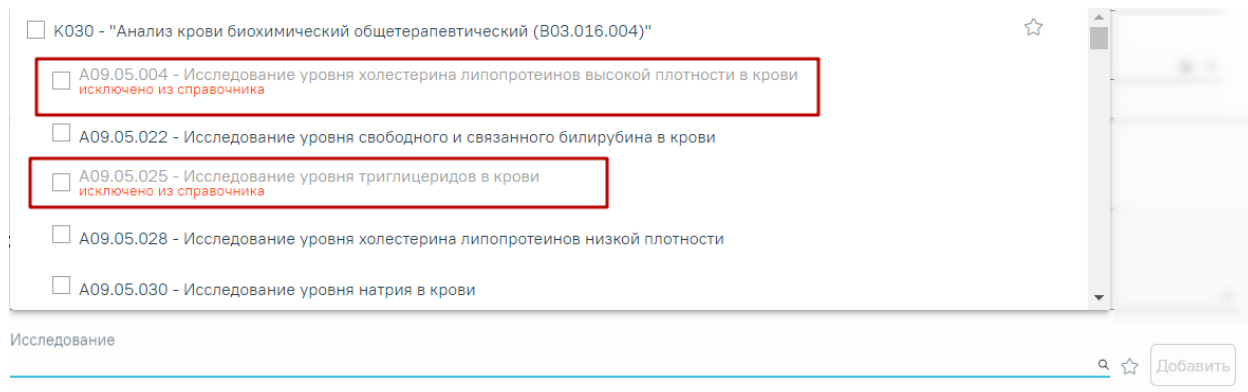 К030 - "Анализ крови биохимический общетерапевтический (B03.016.004)"
A09.05.004 - Исследование уровня холестерина липопротеинов высокой плотности в крови
исключено из справочника
A09.05.022 - Исследование уровня свободного и связанного билирубина в крови
A09.05.025 - Исследование уровня триглицеридов в крови
исключено из справочника
A09.05.028 - Исследование уровня холестерина липопротеинов низкой плотности
A09.05.030 - Исследование уровня натрия в крови
Исследование
Добавить